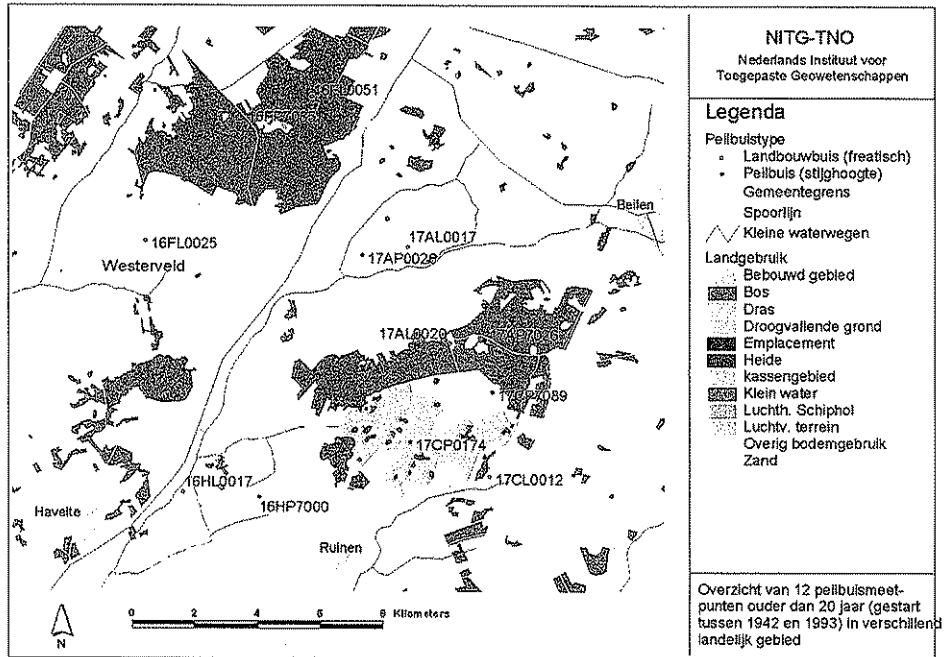 NITG-TNO
Nederlands Instituut voor
Toegepaste Geowetenschappen
Legenda
Peilbuistype
Landbouwbuis (freatisch)
Peilbuis (stijghoogte)
Gemeentegrens
Spoorlijn
Kleine waterwegen
Landgebruik
Bebouwd gebied
Bos
Dras
Droogvallende grond
Emplacement
Heide
kassengebied
Klein water
Luchth. Schiphol
Luchtv. terrein
Overig bodemgebruik
Zand
Overzicht van 12 peilbuismeet-
punten ouder dan 20 jaar (gestart
tussen 1942 en 1993) in verschillend
landelijk gebied
Beilen
16FL0025
17AL0017
17AP0028
Westerveld
17AL0020
17CP0174
17CL0012
16HL0017
16HP7000
Havelte
Ruinen
0 2 4 6 8 Kilometers
N